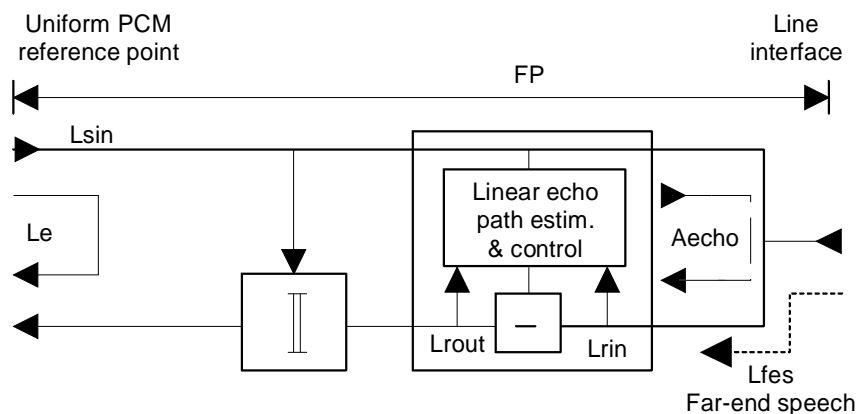 Uniform PCM
reference point
Line
interface
FP
Lsin
Linear echo
path estim.
& control
Le
Aecho
Lrout
Lrin
Lfes
Far-end speech